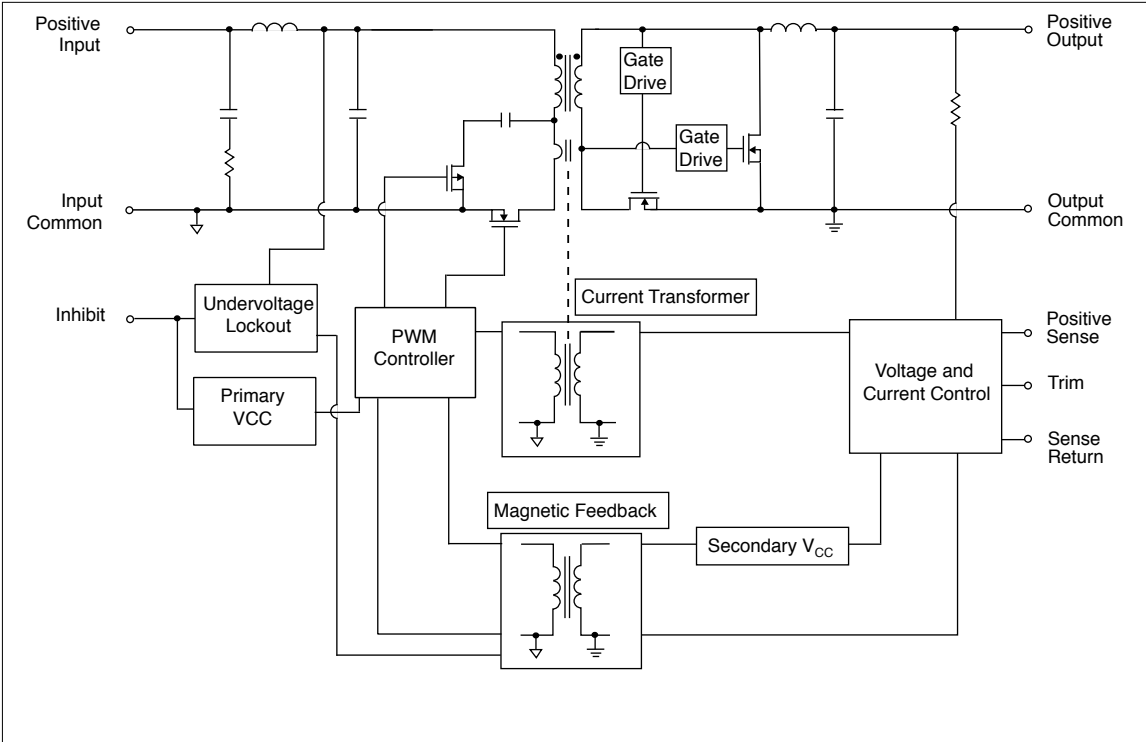 Positive
Input
Positive
Output
Gate
Drive
Gate
Drive
Input
Common
Output
Common
Current Transformer
Inhibit
Undervoltage
Lockout
PWM
Controller
Voltage and
Current Control
Positive
Sense
Trim
Sense
Return
Primary
VCC
Magnetic Feedback
Secondary VCC